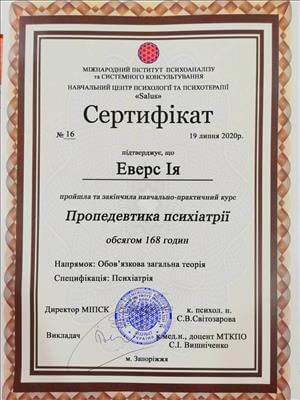 МІЖНАРОДНИЙ ІНСТИТУТ ПСИХОАНАЛІЗУ
та СИСТЕМНОГО КОНСУЛЬТУВАННЯ
НАВЧАЛЬНИЙ ЦЕНТР ПСИХОЛОГІЇ ТА ПСИХОТЕРАПІЇ
«Salus»
Сертифікат
№ 16 19 липня 2020р.
підтверджує, що
Еверс Ія
пройшла та закінчила навчально-практичний курс
Пропедевтика психіатрії
обсягом 168 годин
Напрямок: Обов'язкова загальна теорія
Специфікація: Психіатрія
Директор МІПСК к. психол. н.
С.В.Світозарова
Викладач к.мед.н., доцент МТКПО
С.І. Вишніченко
м. Запоріжжя